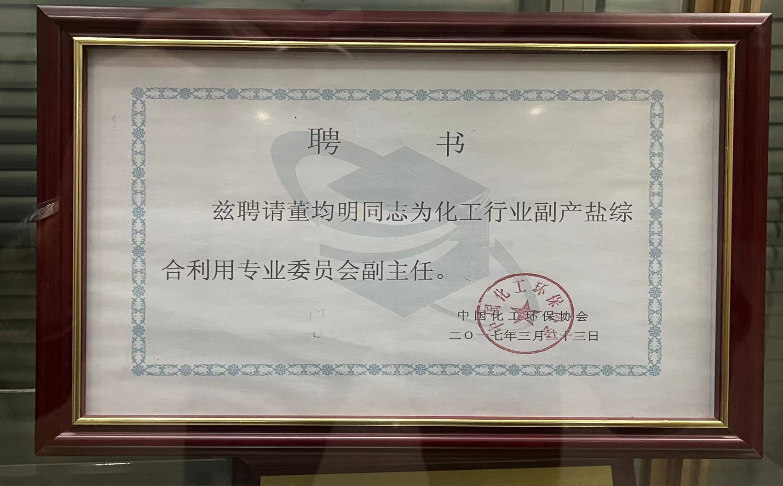 聘 书
兹聘请董均明同志为化工行业副产盐综
合利用专业委员会副主任。
中国化工环保协会
二〇一七年三月二十三日